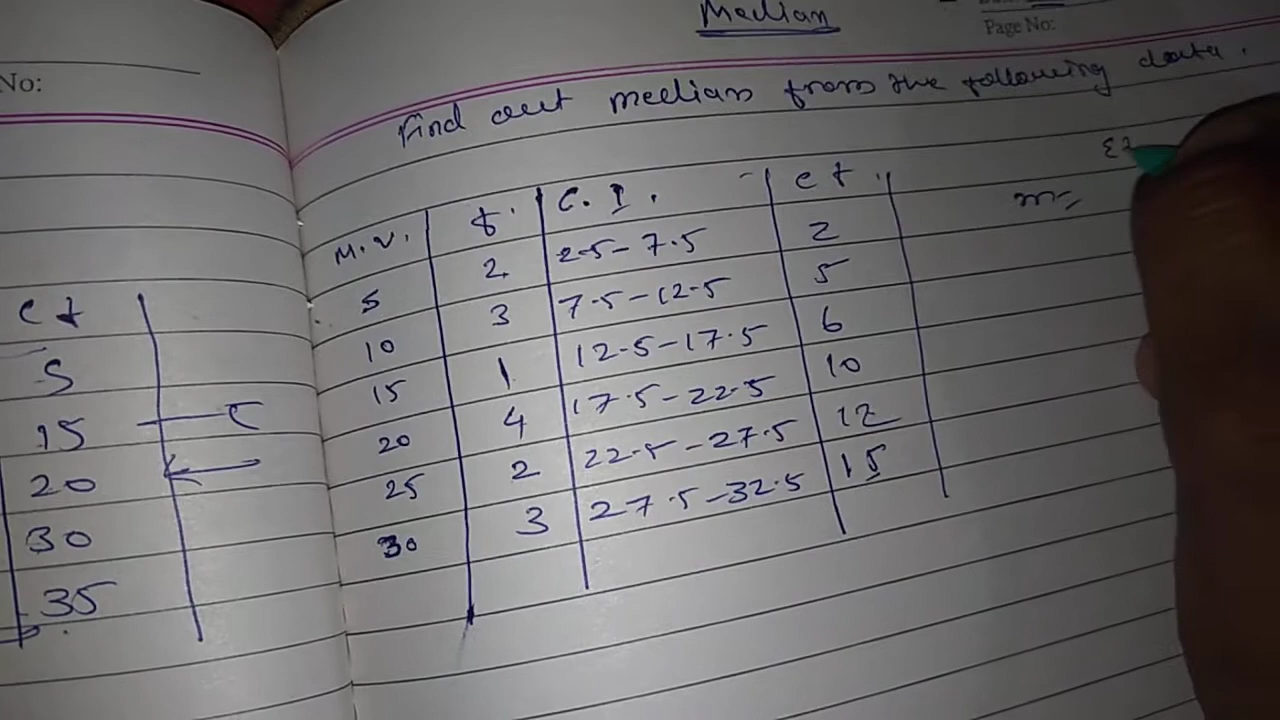 No:
c f
5
15
20
30
35
Median
Page No:
Find out median from the following data.
M.V. f. C.I. c f.
5 2 2.5-7.5 2
10 3 7.5-12.5 5
15 1 12.5-17.5 6
20 4 17.5-22.5 10
25 2 22.5-27.5 12
30 3 27.5-32.5 15
m=